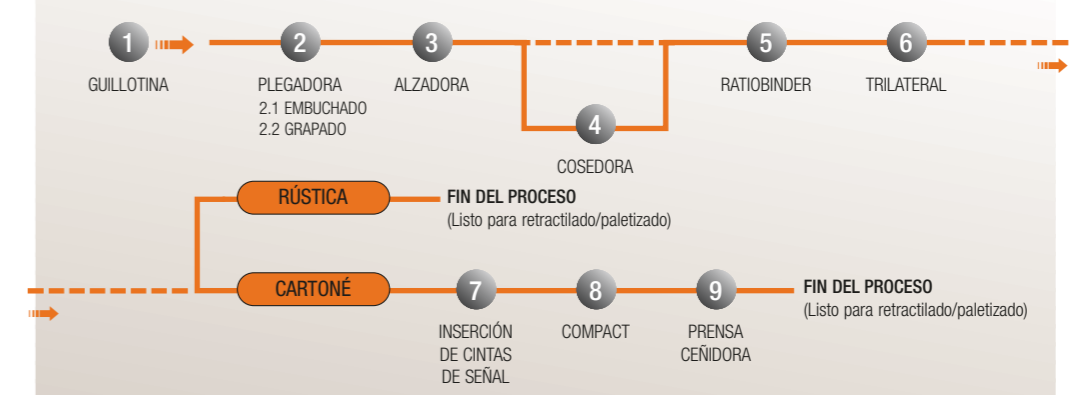 1
GUILLOTINA
2
PLEGADORA
2.1 EMBUCHADO
2.2 GRAPADO
3
ALZADORA
4
COSEDORA
5
RATIOBINDER
6
TRILATERAL
RÚSTICA
FIN DEL PROCESO
(Listo para retractilado/paletizado)
CARTONÉ
7
INSERCIÓN
DE CINTAS
DE SEÑAL
8
COMPACT
9
PRENSA
CEÑIDORA
FIN DEL PROCESO
(Listo para retractilado/paletizado)